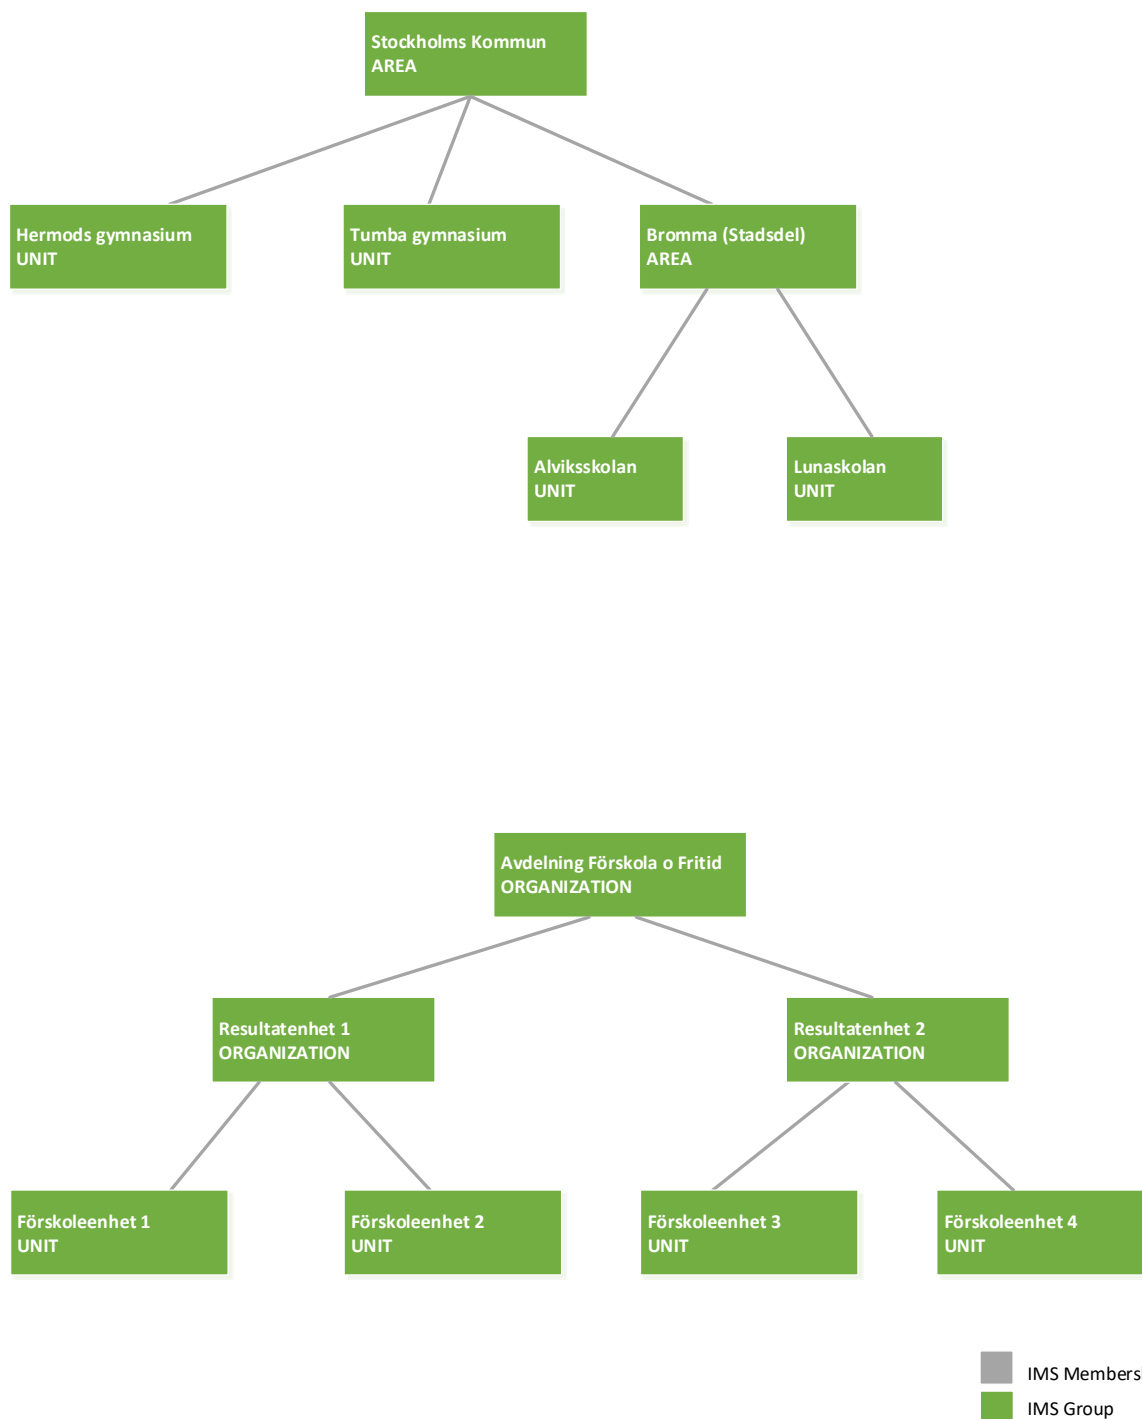 Stockholms Kommun
AREA
Hermods gymnasium
UNIT
Tumba gymnasium
UNIT
Bromma (Stadsdel)
AREA
Alviksskolan
UNIT
Lunaskolan
UNIT
Avdelning Förskola o Fritid
ORGANIZATION
Resultatenhet 1
ORGANIZATION
Resultatenhet 2
ORGANIZATION
Förskoleenhet 1
UNIT
Förskoleenhet 2
UNIT
Förskoleenhet 3
UNIT
Förskoleenhet 4
UNIT
IMS Members
IMS Group